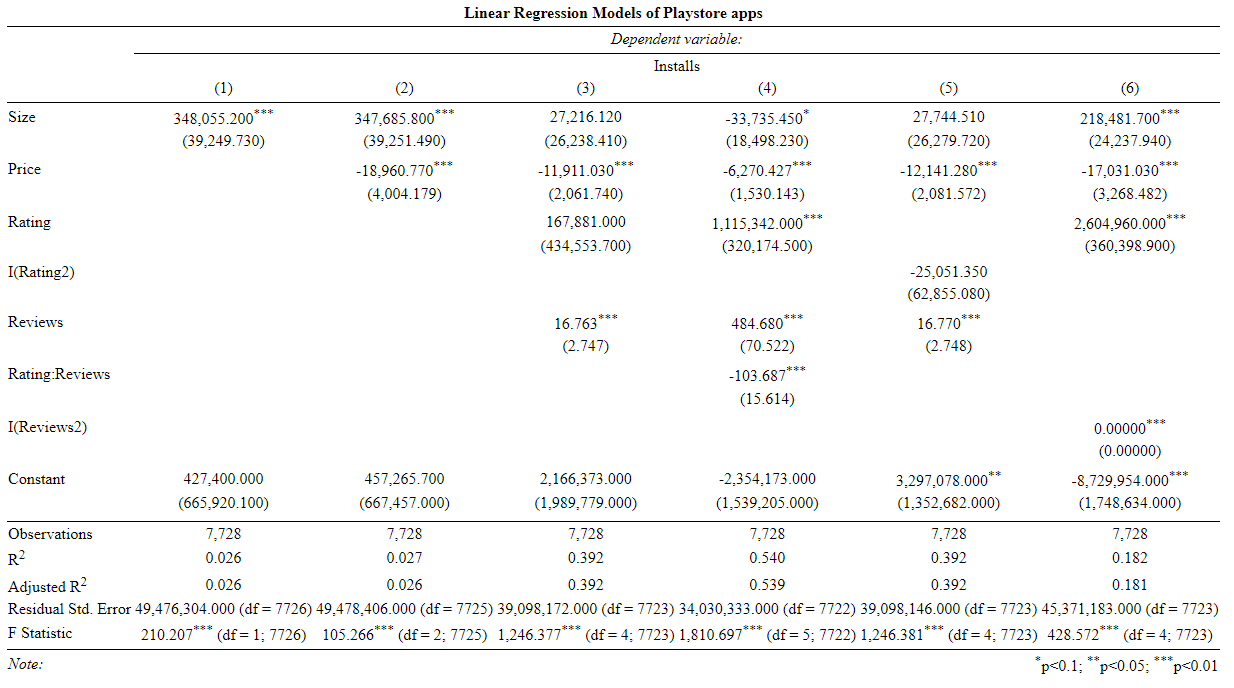 Linear Regression Models of Playstore apps
Dependent variable:
Installs
(1) (2) (3) (4) (5) (6)
Size 348,055.200*** 347,685.800*** 27,216.120 -33,735.450* 27,744.510 218,481.700***
(39,249.730) (39,251.490) (26,238.410) (18,498.230) (26,279.720) (24,237.940)
Price -18,960.770*** -11,911.030*** -6,270.427*** -12,141.280*** -17,031.030***
(4,004.179) (2,061.740) (1,530.143) (2,081.572) (3,268.482)
Rating 167,881.000 1,115,342.000*** 2,604,960.000***
(434,553.700) (320,174.500) (360,398.900)
I(Rating2) -25,051.350
(62,855.080)
Reviews 16.763*** 484.680*** 16.770***
(2.747) (70.522) (2.748)
Rating:Reviews -103.687***
(15.614)
I(Reviews2) 0.00000***
(0.00000)
Constant 427,400.000 457,265.700 2,166,373.000 -2,354,173.000 3,297,078.000** -8,729,954.000***
(665,920.100) (667,457.000) (1,989,779.000) (1,539,205.000) (1,352,682.000) (1,748,634.000)
Observations 7,728 7,728 7,728 7,728 7,728 7,728
R2 0.026 0.027 0.392 0.540 0.392 0.182
Adjusted R2 0.026 0.026 0.392 0.539 0.392 0.181
Residual Std. Error 49,476,304.000 (df = 7726) 49,478,406.000 (df = 7725) 39,098,172.000 (df = 7723) 34,030,333.000 (df = 7722) 39,098,146.000 (df = 7723) 45,371,183.000 (df = 7723)
F Statistic 210.207*** (df = 1; 7726) 105.266*** (df = 2; 7725) 1,246.377*** (df = 4; 7723) 1,810.697*** (df = 5; 7722) 1,246.381*** (df = 4; 7723) 428.572*** (df = 4; 7723)
Note: *p<0.1; **p<0.05; ***p<0.01